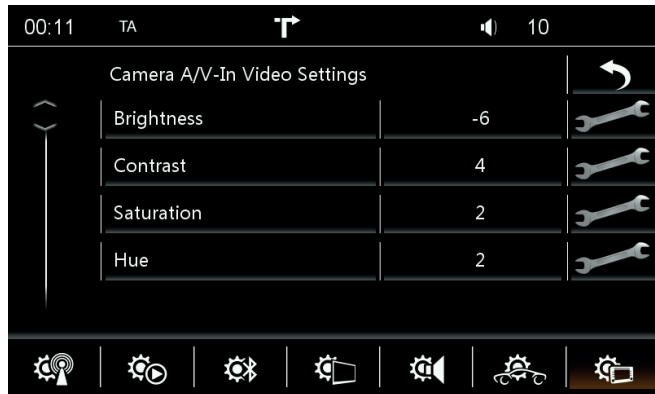 00:11 TA 10
Camera A/V-In Video Settings
Brightness -6
Contrast 4
Saturation 2
Hue 2